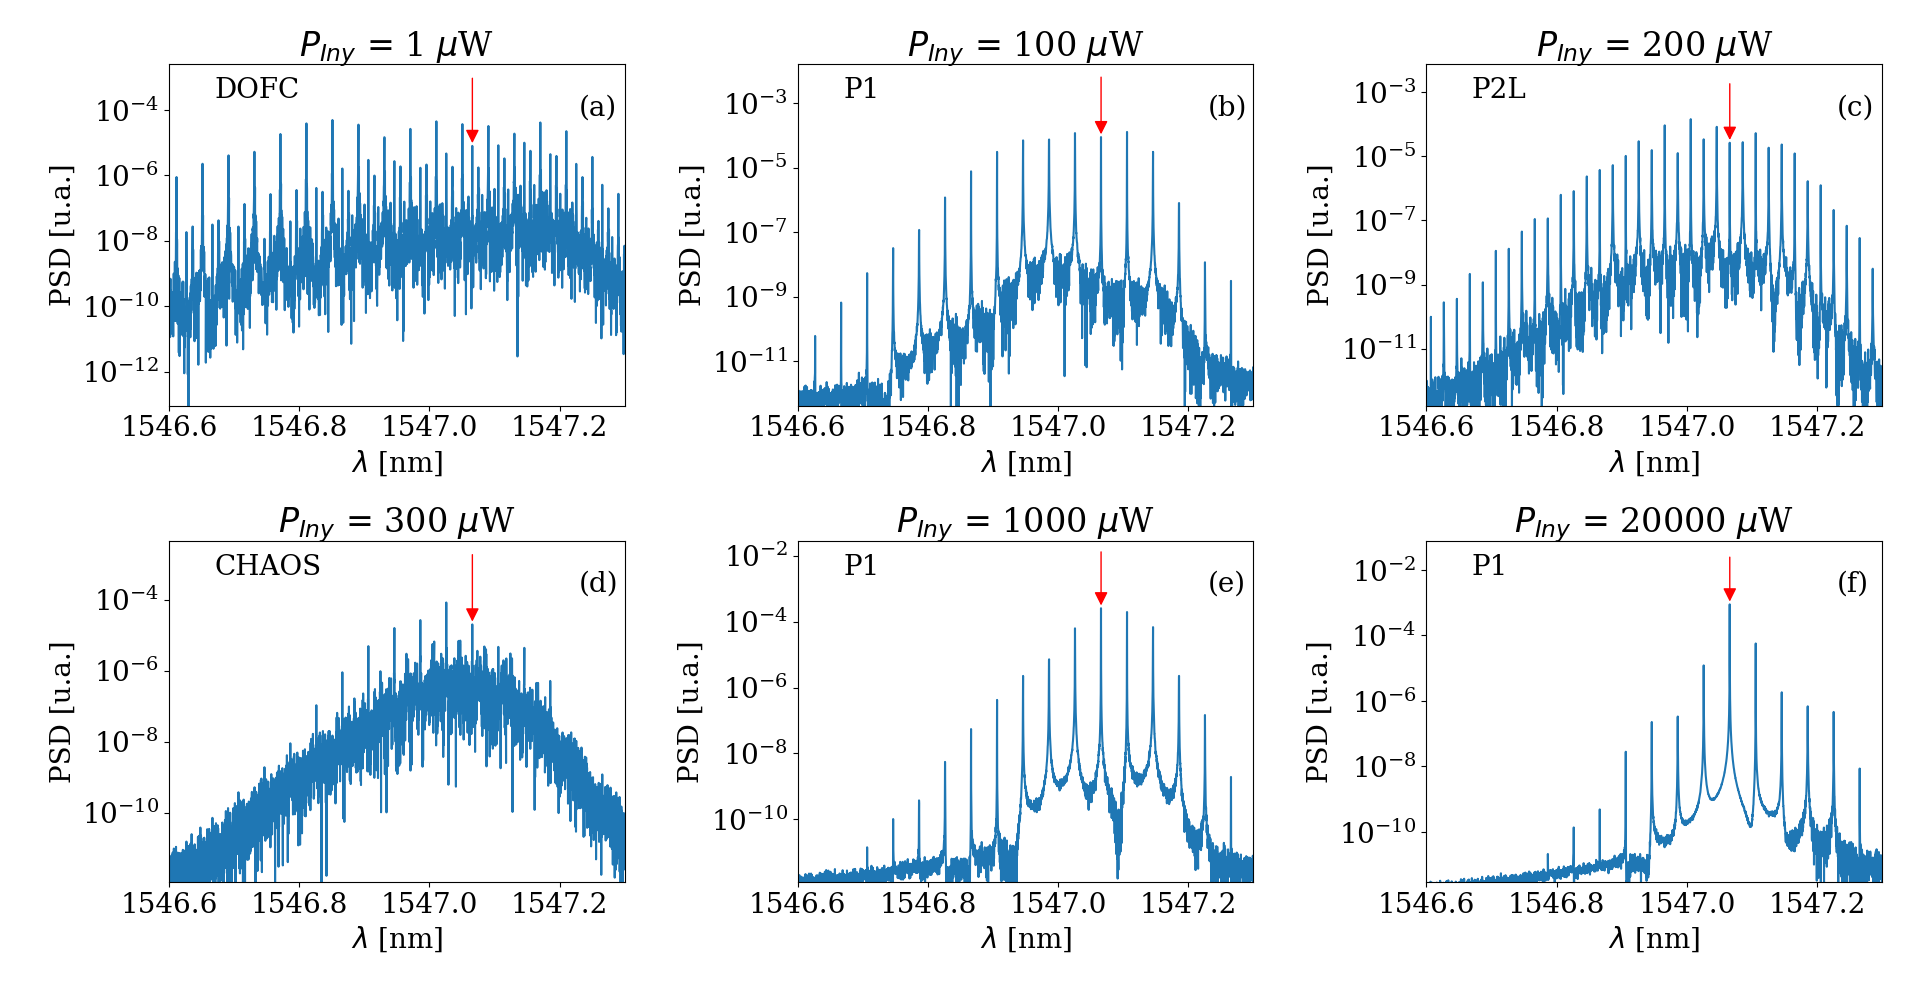 P_Iny = 1 μW
P_Iny = 100 μW
P_Iny = 200 μW
DOFC
(a)
10^−4
10^−6
10^−8
10^−10
10^−12
PSD [u.a.]
1546.6 1546.8 1547.0 1547.2
λ [nm]
P1
(b)
10^−3
10^−5
10^−7
10^−9
10^−11
PSD [u.a.]
1546.6 1546.8 1547.0 1547.2
λ [nm]
P2L
(c)
10^−3
10^−5
10^−7
10^−9
10^−11
PSD [u.a.]
1546.6 1546.8 1547.0 1547.2
λ [nm]
P_Iny = 300 μW
P_Iny = 1000 μW
P_Iny = 20000 μW
CHAOS
(d)
10^−4
10^−6
10^−8
10^−10
PSD [u.a.]
1546.6 1546.8 1547.0 1547.2
λ [nm]
P1
(e)
10^−2
10^−4
10^−6
10^−8
10^−10
PSD [u.a.]
1546.6 1546.8 1547.0 1547.2
λ [nm]
P1
(f)
10^−2
10^−4
10^−6
10^−8
10^−10
PSD [u.a.]
1546.6 1546.8 1547.0 1547.2
λ [nm]